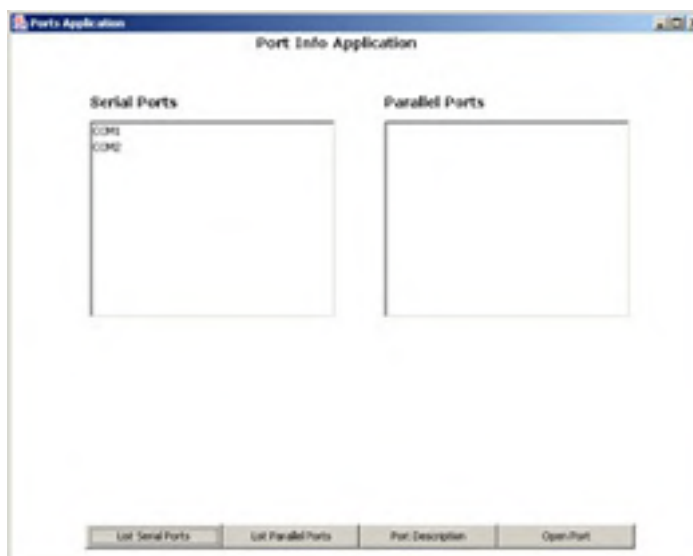 Ports Application
Port Info Application
Serial Ports
Parallel Ports
COM1
COM2
List Serial Ports
List Parallel Ports
Port Description
Open Port